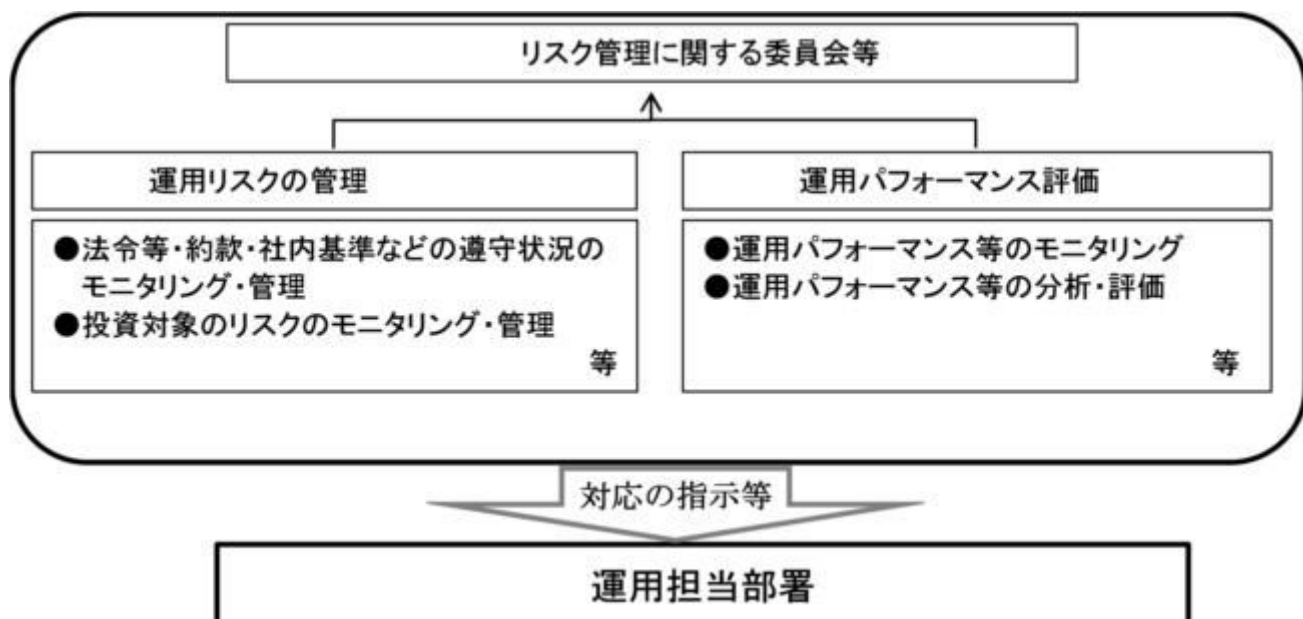 リスク管理に関する委員会等
運用リスクの管理
●法令等・約款・社内基準などの遵守状況の
モニタリング・管理
●投資対象のリスクのモニタリング・管理
等
運用パフォーマンス評価
●運用パフォーマンス等のモニタリング
●運用パフォーマンス等の分析・評価
等
対応の指示等
運用担当部署